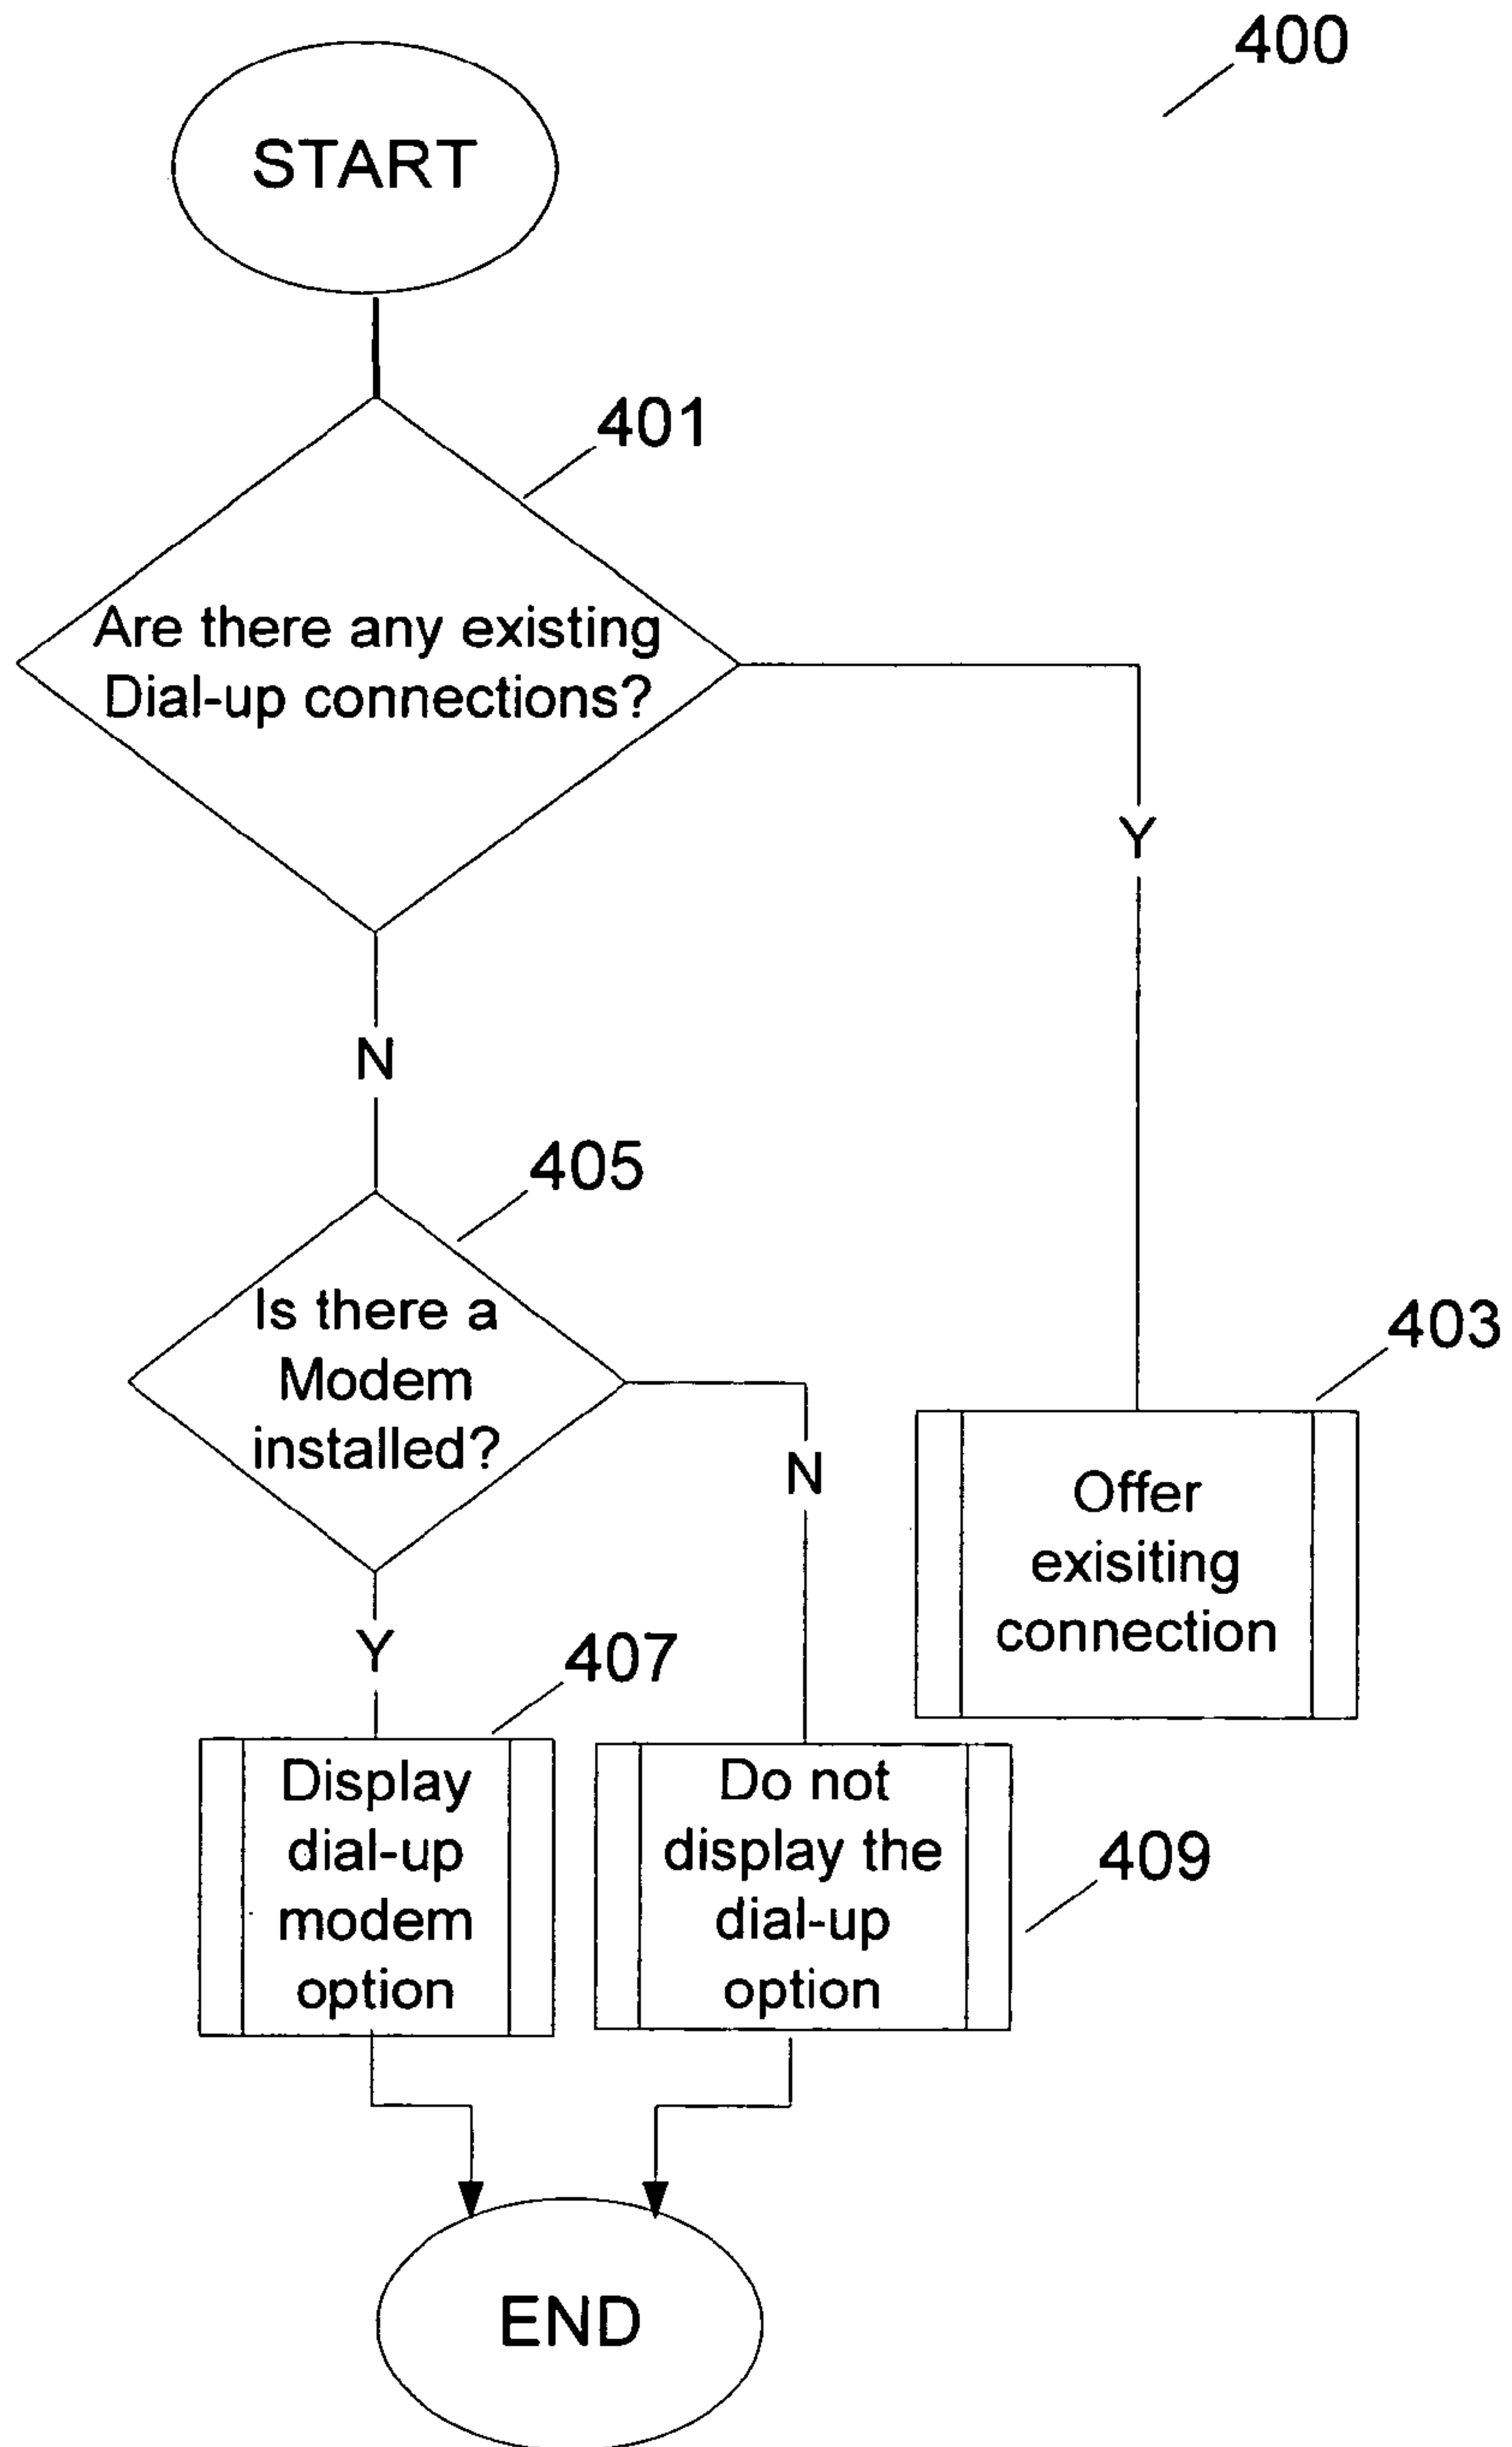 400
START
401
Are there any existing
Dial-up connections?
Y
N
405
Is there a
Modem
installed?
403
N
Offer
exisiting
connection
Y
407
Display
dial-up
modem
option
Do not
display the
dial-up
option
409
END